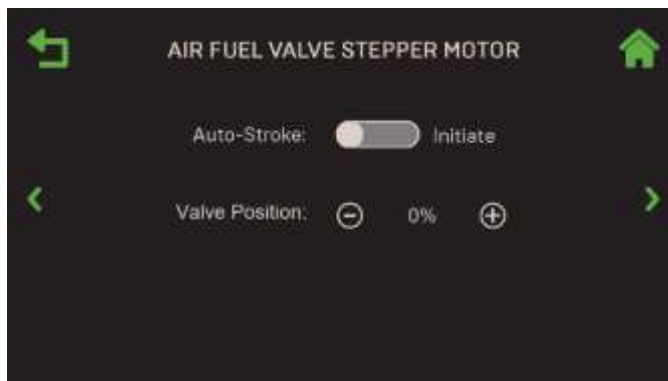 AIR FUEL VALVE STEPPER MOTOR
Auto-Stroke: Initiate
Valve Position: 0%